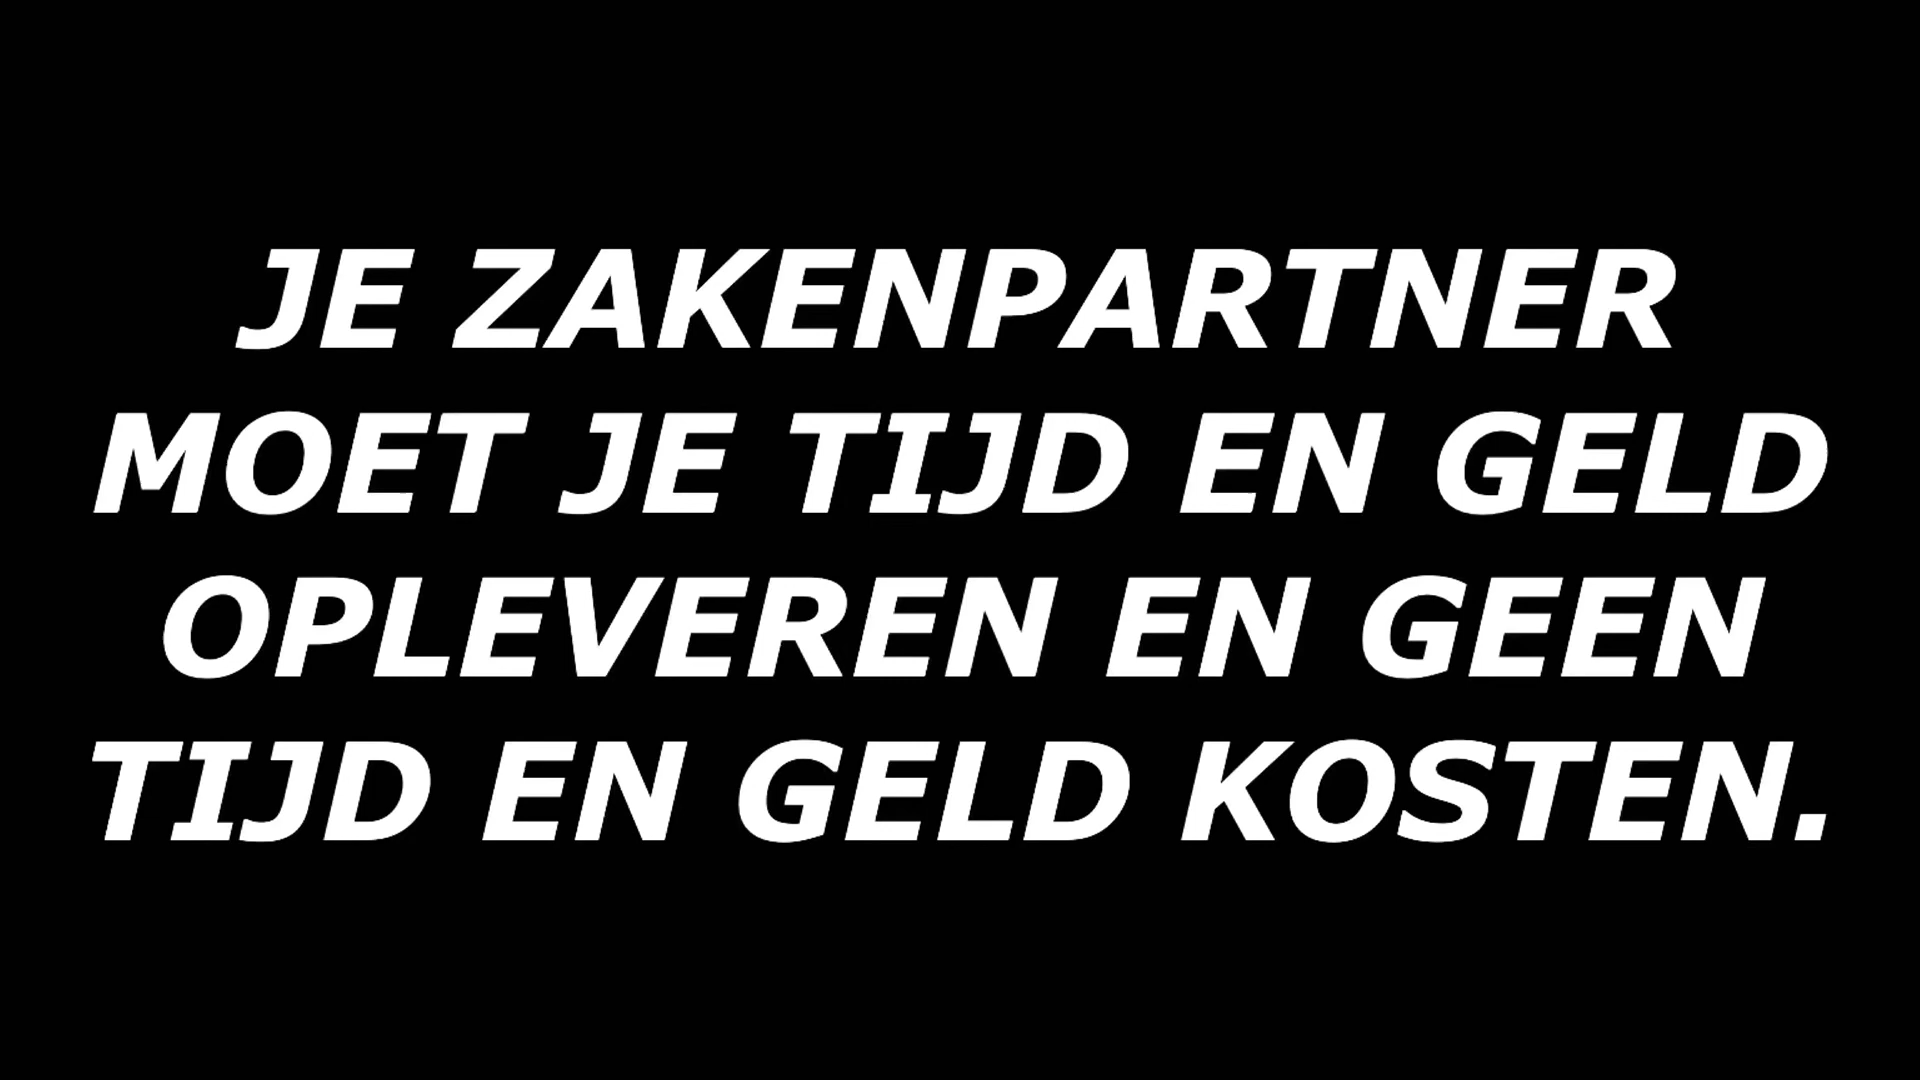 JE ZAKENPARTNER
MOET JE TIJD EN GELD
OPLEVEREN EN GEEN
TIJD EN GELD KOSTEN.